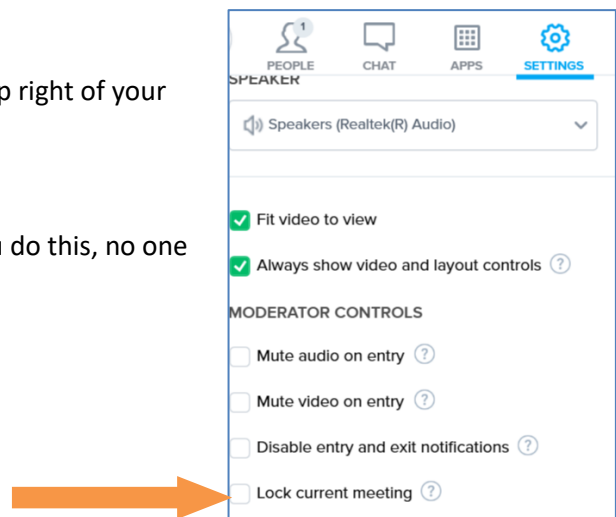 p right of your
u do this, no one
1
PEOPLE CHAT APPS SETTINGS
SPEAKER
Speakers (Realtek(R) Audio)
Fit video to view
Always show video and layout controls ?
MODERATOR CONTROLS
Mute audio on entry ?
Mute video on entry ?
Disable entry and exit notifications ?
Lock current meeting ?